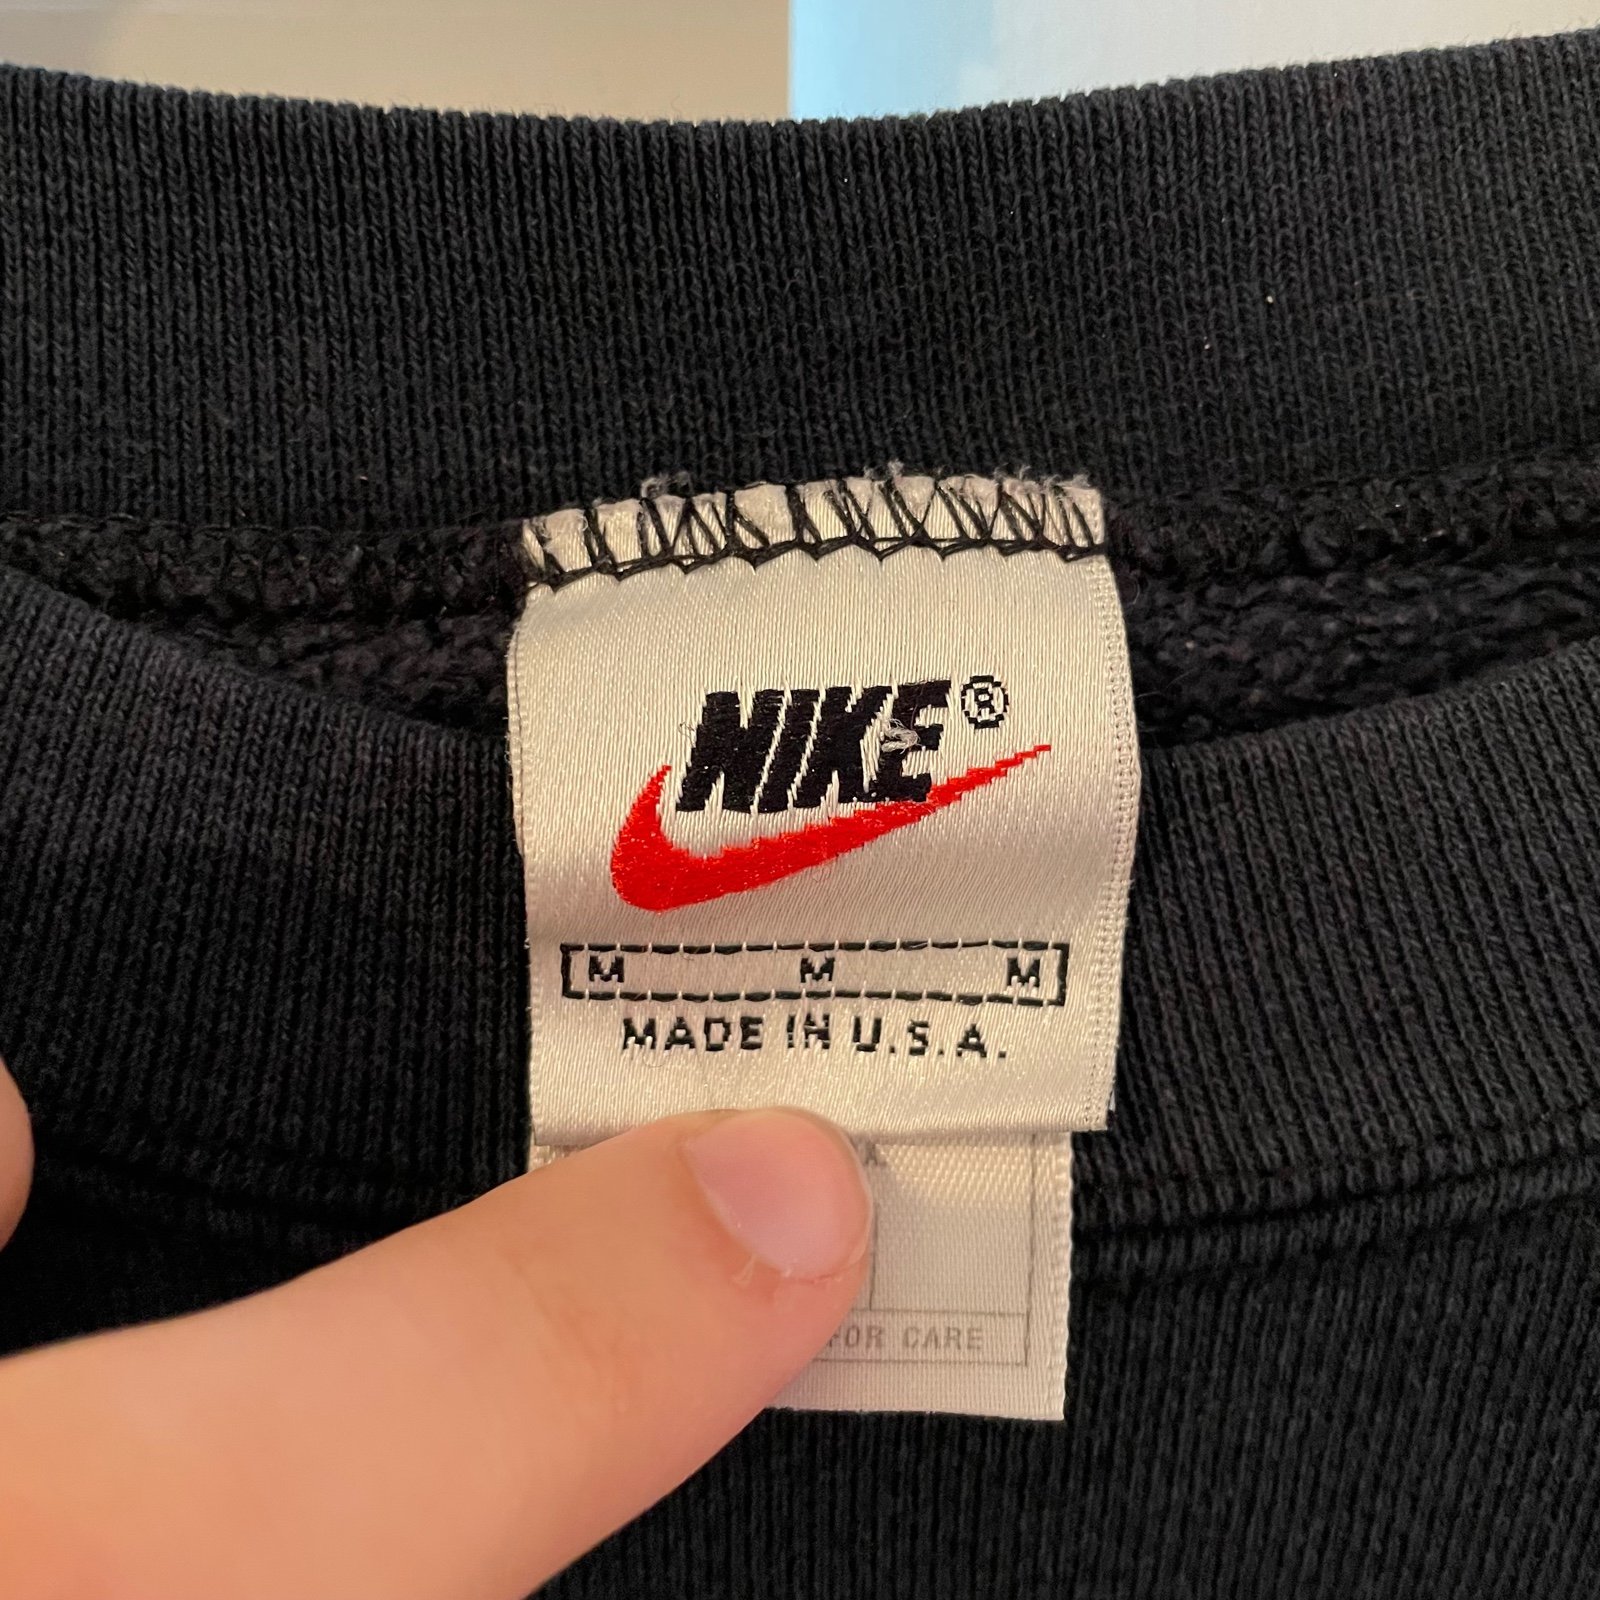 NIKE®
M M M
MADE IN U.S.A.
FOR CARE